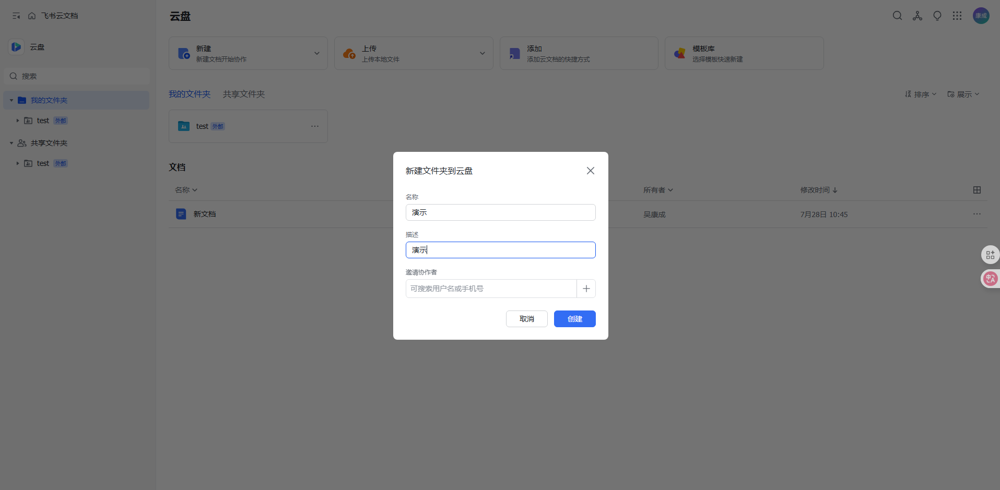 飞书云文档
云盘
搜索
我的文件夹
test 外部
共享文件夹
test 外部
云盘
康成
新建
新建文档开始协作
上传
上传本地文件
添加
添加云文档的快捷方式
模板库
选择模板快速新建
我的文件夹 共享文件夹
排序 展示
test 外部
文档
名称 所有者 修改时间
新文档 吴康成 7月28日 10:45
新建文件夹到云盘
名称
演示
描述
演示
邀请协作者
可搜索用户名或手机号
取消 创建
中A